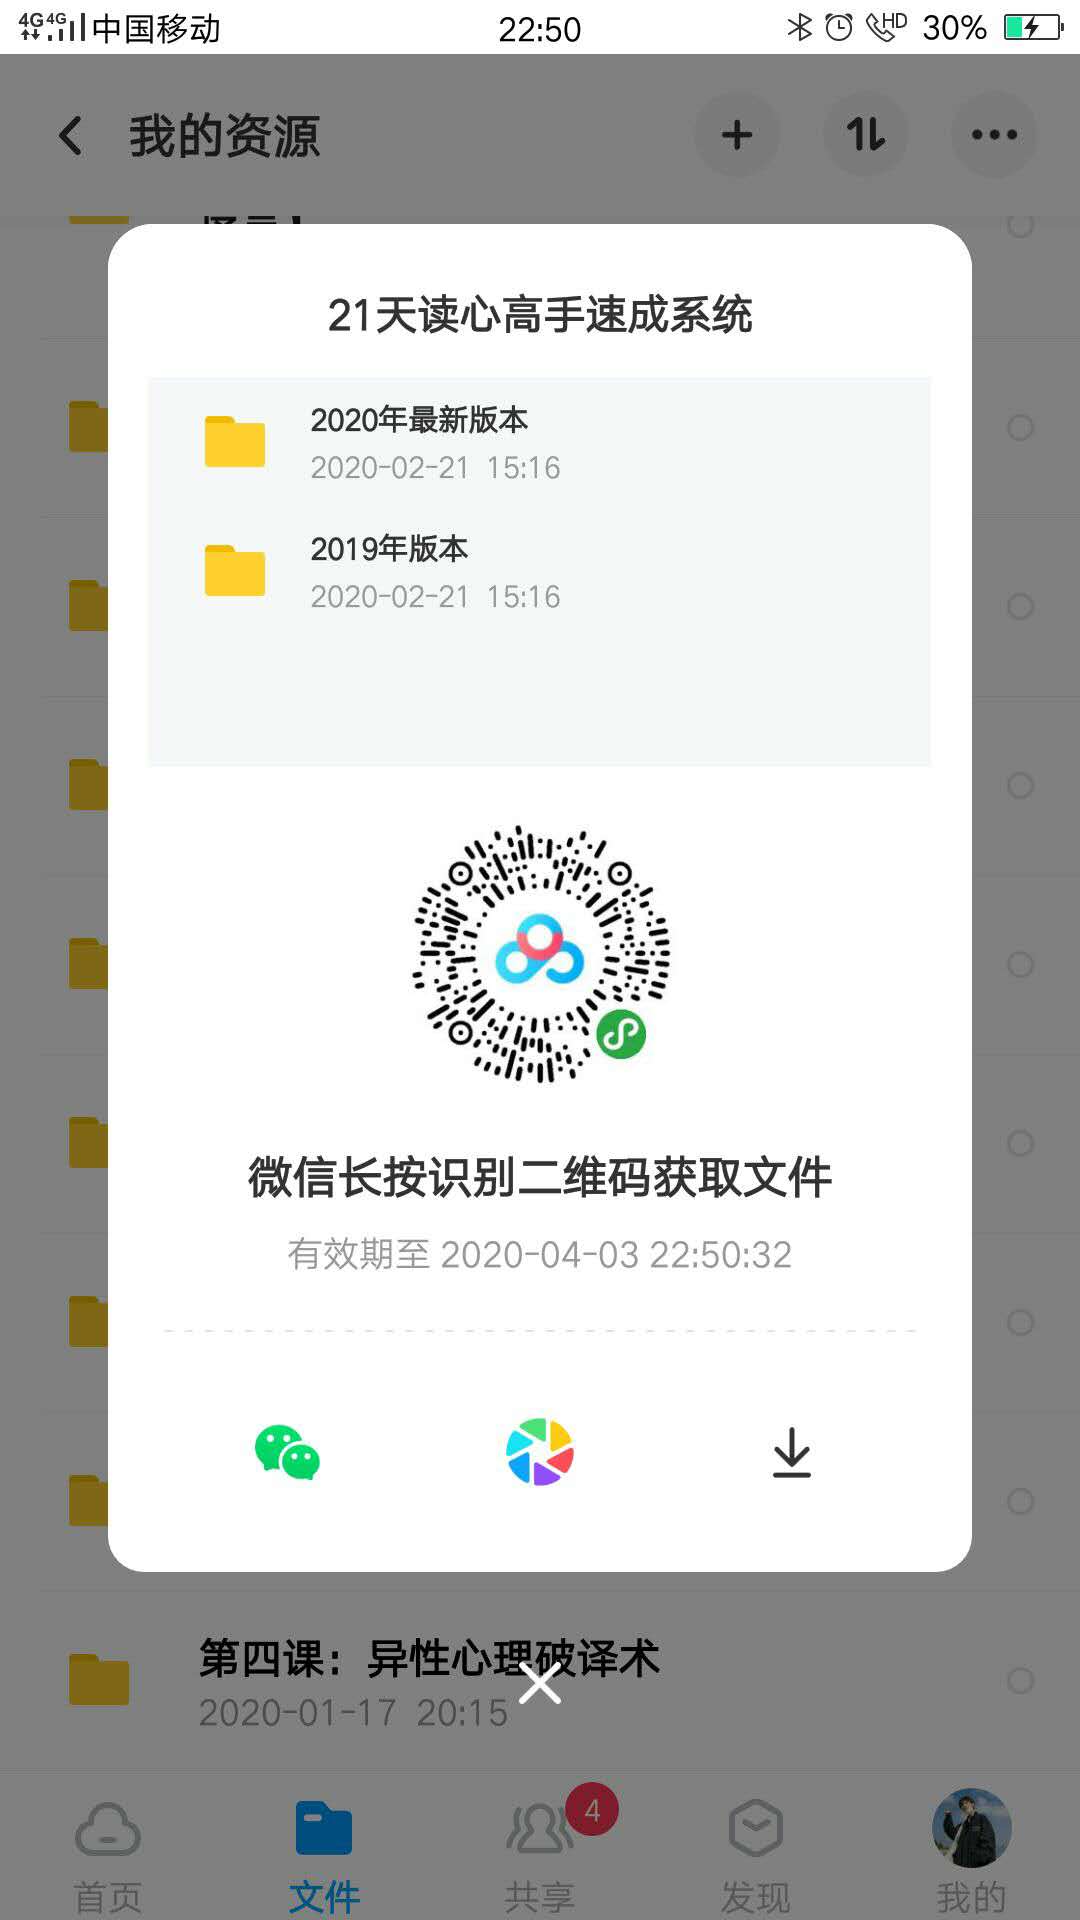 4G 4G 中国移动 22:50 HD 30%
我的资源
21天读心高手速成系统
2020年最新版本
2020-02-21 15:16
2019年版本
2020-02-21 15:16
微信长按识别二维码获取文件
有效期至 2020-04-03 22:50:32
第四课：异性心理破译术
2020-01-17 20:15
4
首页 文件 共享 发现 我的